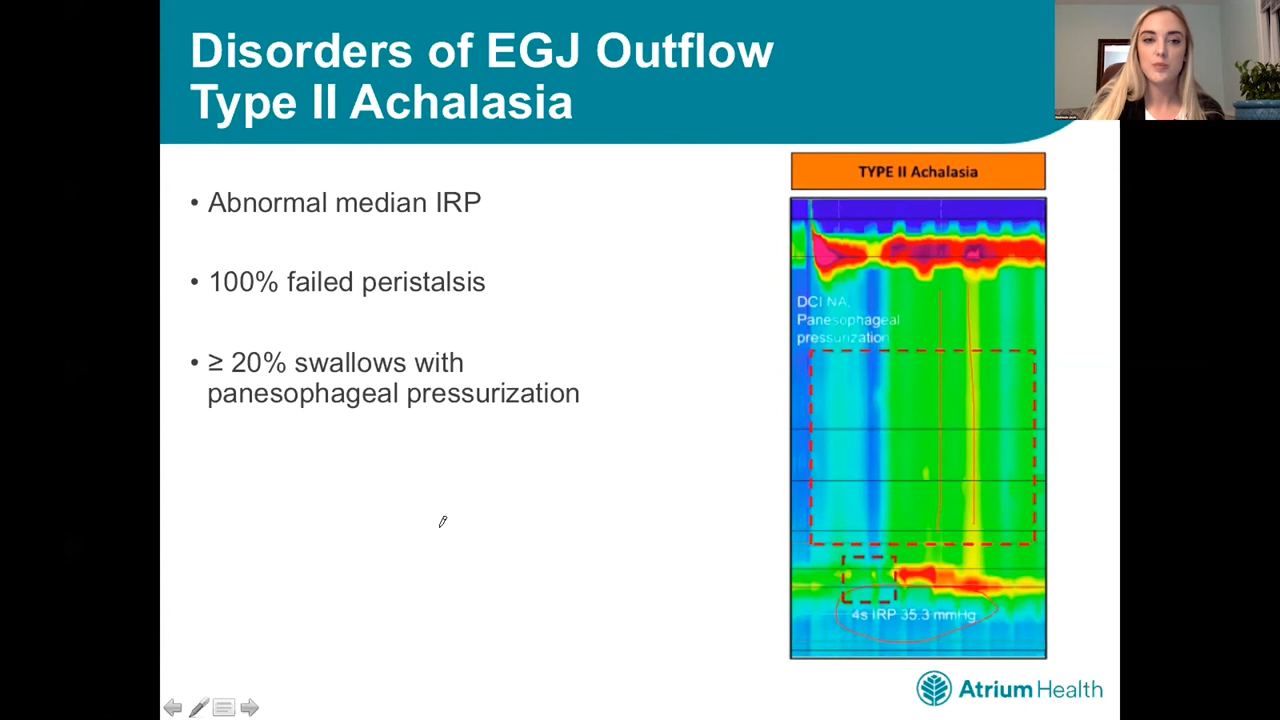 Disorders of EGJ Outflow
Type II Achalasia
• Abnormal median IRP
• 100% failed peristalsis
• ≥ 20% swallows with
panesophageal pressurization
TYPE II Achalasia
DCI NA,
Panesophageal
pressurization
4s IRP 35.3 mmHg
Atrium Health